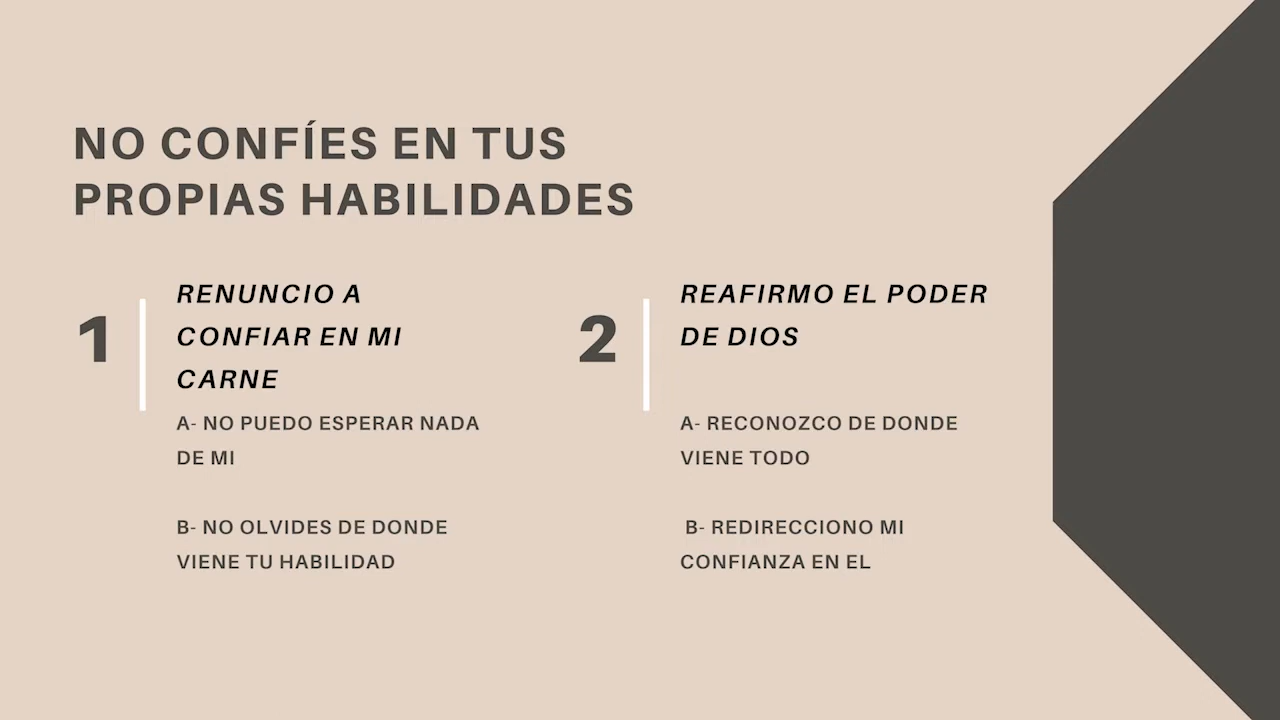 NO CONFÍES EN TUS
PROPIAS HABILIDADES
1
RENUNCIO A
CONFIAR EN MI
CARNE
A- NO PUEDO ESPERAR NADA
DE MI
B- NO OLVIDES DE DONDE
VIENE TU HABILIDAD
2
REAFIRMO EL PODER
DE DIOS
A- RECONOZCO DE DONDE
VIENE TODO
B- REDIRECCIONO MI
CONFIANZA EN EL